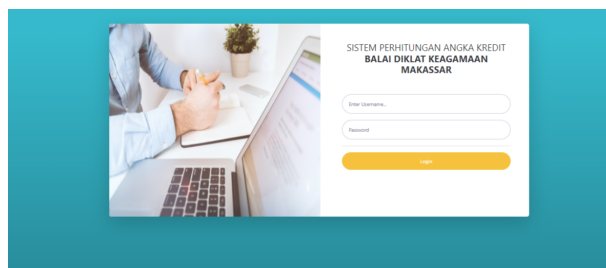 SISTEM PERHITUNGAN ANGKA KREDIT
BALAI DIKLAT KEAGAMAAN
MAKASSAR
Enter Username...
Password
Login